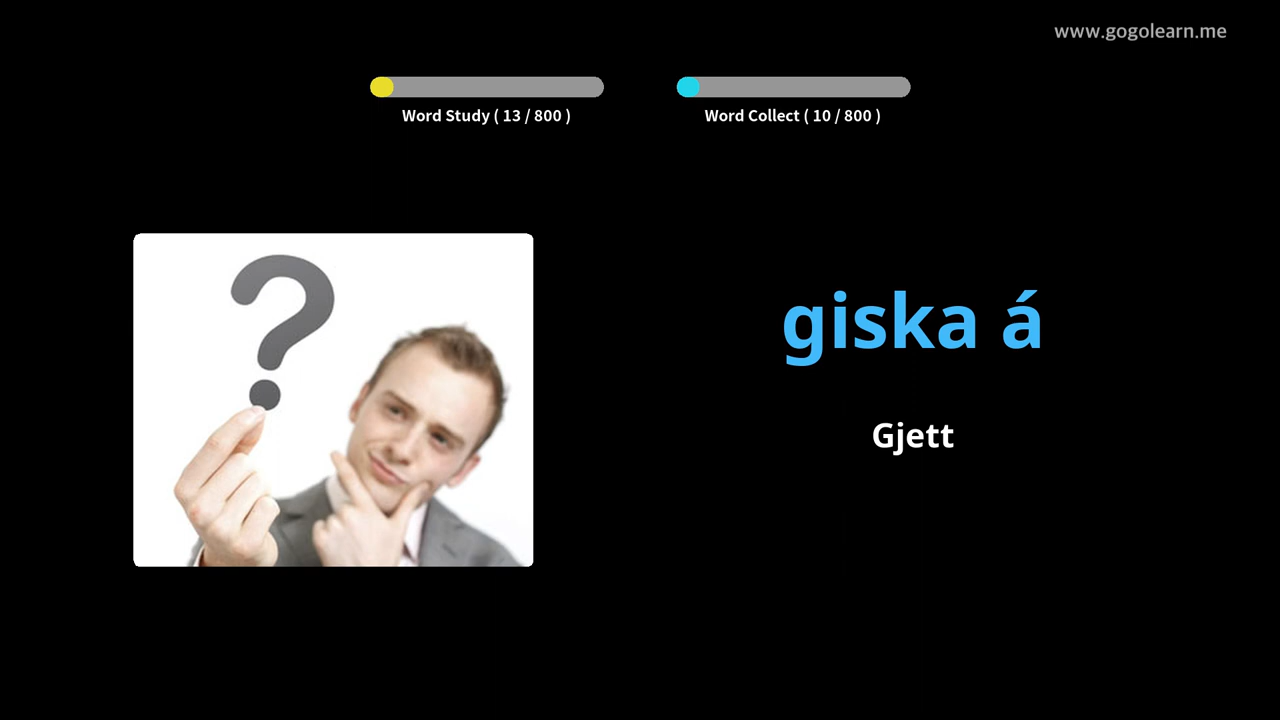 www.gogolearn.me
Word Study ( 13 / 800 )
Word Collect ( 10 / 800 )
?
giska á
Gjett